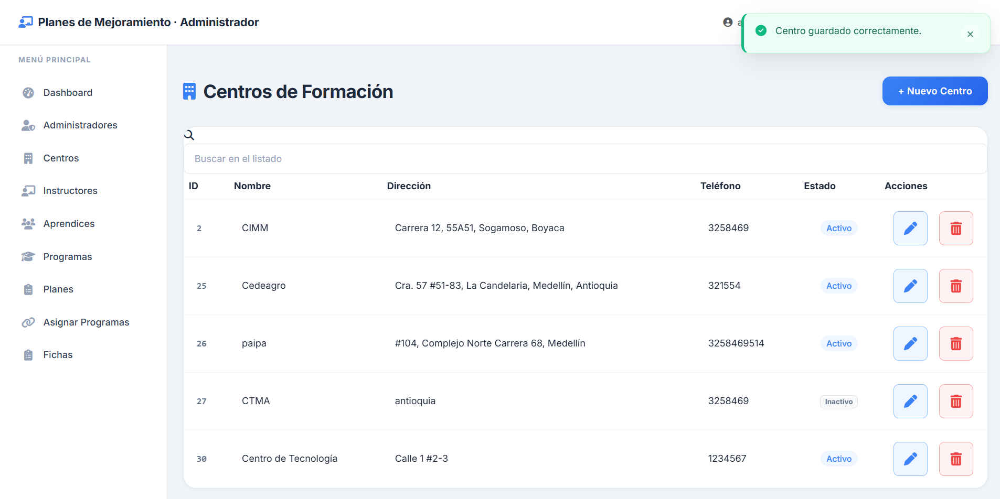 Planes de Mejoramiento · Administrador
a
Centro guardado correctamente.
MENÚ PRINCIPAL
Dashboard
Administradores
Centros
Instructores
Aprendices
Programas
Planes
Asignar Programas
Fichas
Centros de Formación
+ Nuevo Centro
Buscar en el listado
ID Nombre Dirección Teléfono Estado Acciones
2 CIMM Carrera 12, 55A51, Sogamoso, Boyaca 3258469 Activo
25 Cedeagro Cra. 57 #51-83, La Candelaria, Medellín, Antioquia 321554 Activo
26 paipa #104, Complejo Norte Carrera 68, Medellín 3258469514 Activo
27 CTMA antioquia 3258469 Inactivo
30 Centro de Tecnología Calle 1 #2-3 1234567 Activo